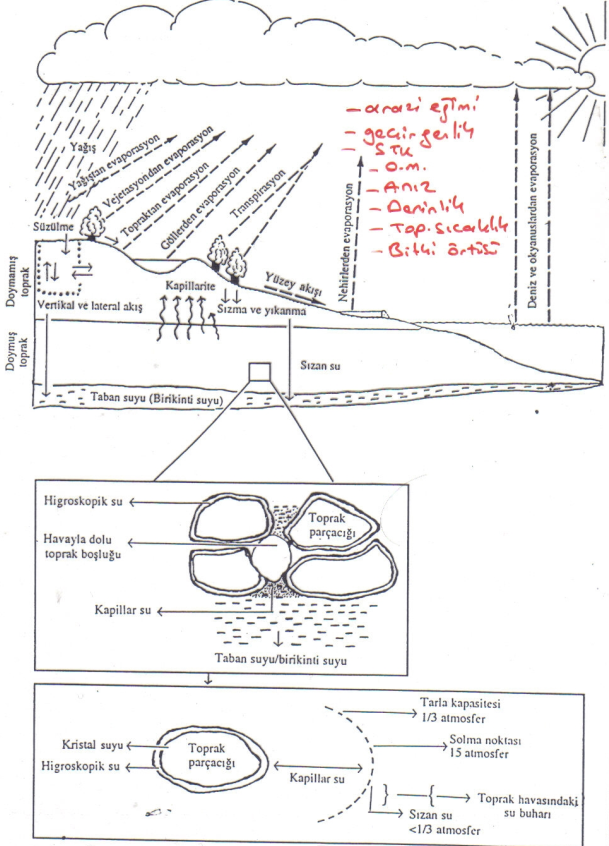 - arazi eğimi
- geçirgenlik
- STK
- O.M.
- Anız
- Derinlik
- Top. sıcaklık
- Bitki örtüsü
Yağış
Yağıştan evaporasyon
Vejetasyondan evaporasyon
Topraktan evaporasyon
Göllerden evaporasyon
Transpirasyon
Nehirlerden evaporasyon
Deniz ve okyanuslardan evaporasyon
Süzülme
Yüzey akışı
Doymamış
toprak
Kapillarite
Vertikal ve lateral akış
Sızma ve yıkanma
Doymuş
toprak
Sızan su
Taban suyu (Birikinti suyu)
Higroskopik su
Toprak
parçacığı
Havayla dolu
toprak boşluğu
Kapillar su
Taban suyu/birikinti suyu
Tarla kapasitesi
1/3 atmosfer
Kristal suyu
Toprak
parçacığı
Solma noktası
15 atmosfer
Higroskopik su
Kapillar su
Toprak havasındaki
su buharı
Sızan su
<1/3 atmosfer